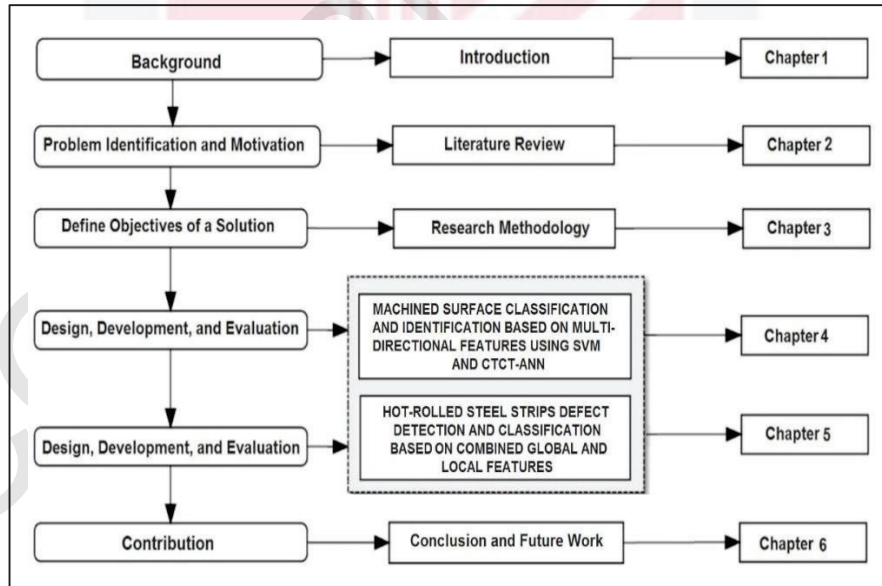 Background
Introduction
Chapter 1
Problem Identification and Motivation
Literature Review
Chapter 2
Define Objectives of a Solution
Research Methodology
Chapter 3
Design, Development, and Evaluation
MACHINED SURFACE CLASSIFICATION
AND IDENTIFICATION BASED ON MULTI-
DIRECTIONAL FEATURES USING SVM
AND CTCT-ANN
Chapter 4
Design, Development, and Evaluation
HOT-ROLLED STEEL STRIPS DEFECT
DETECTION AND CLASSIFICATION
BASED ON COMBINED GLOBAL AND
LOCAL FEATURES
Chapter 5
Contribution
Conclusion and Future Work
Chapter 6